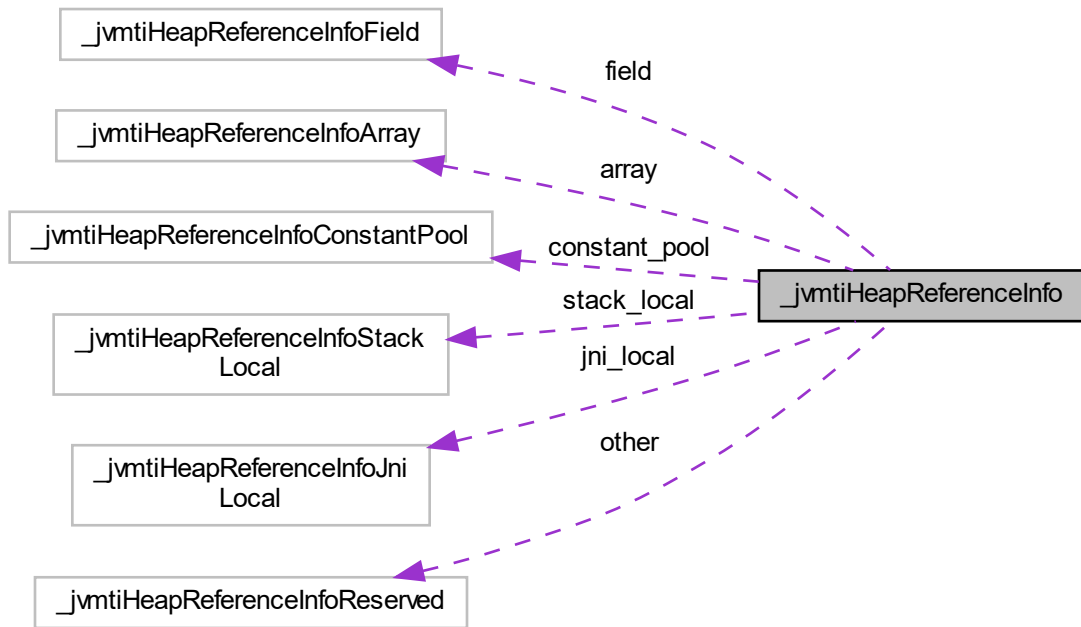 _jvmtiHeapReferenceInfoField
field
_jvmtiHeapReferenceInfoArray
array
_jvmtiHeapReferenceInfoConstantPool
constant_pool
_jvmtiHeapReferenceInfo
stack_local
_jvmtiHeapReferenceInfoStack
Local
jni_local
_jvmtiHeapReferenceInfoJni
Local
other
_jvmtiHeapReferenceInfoReserved